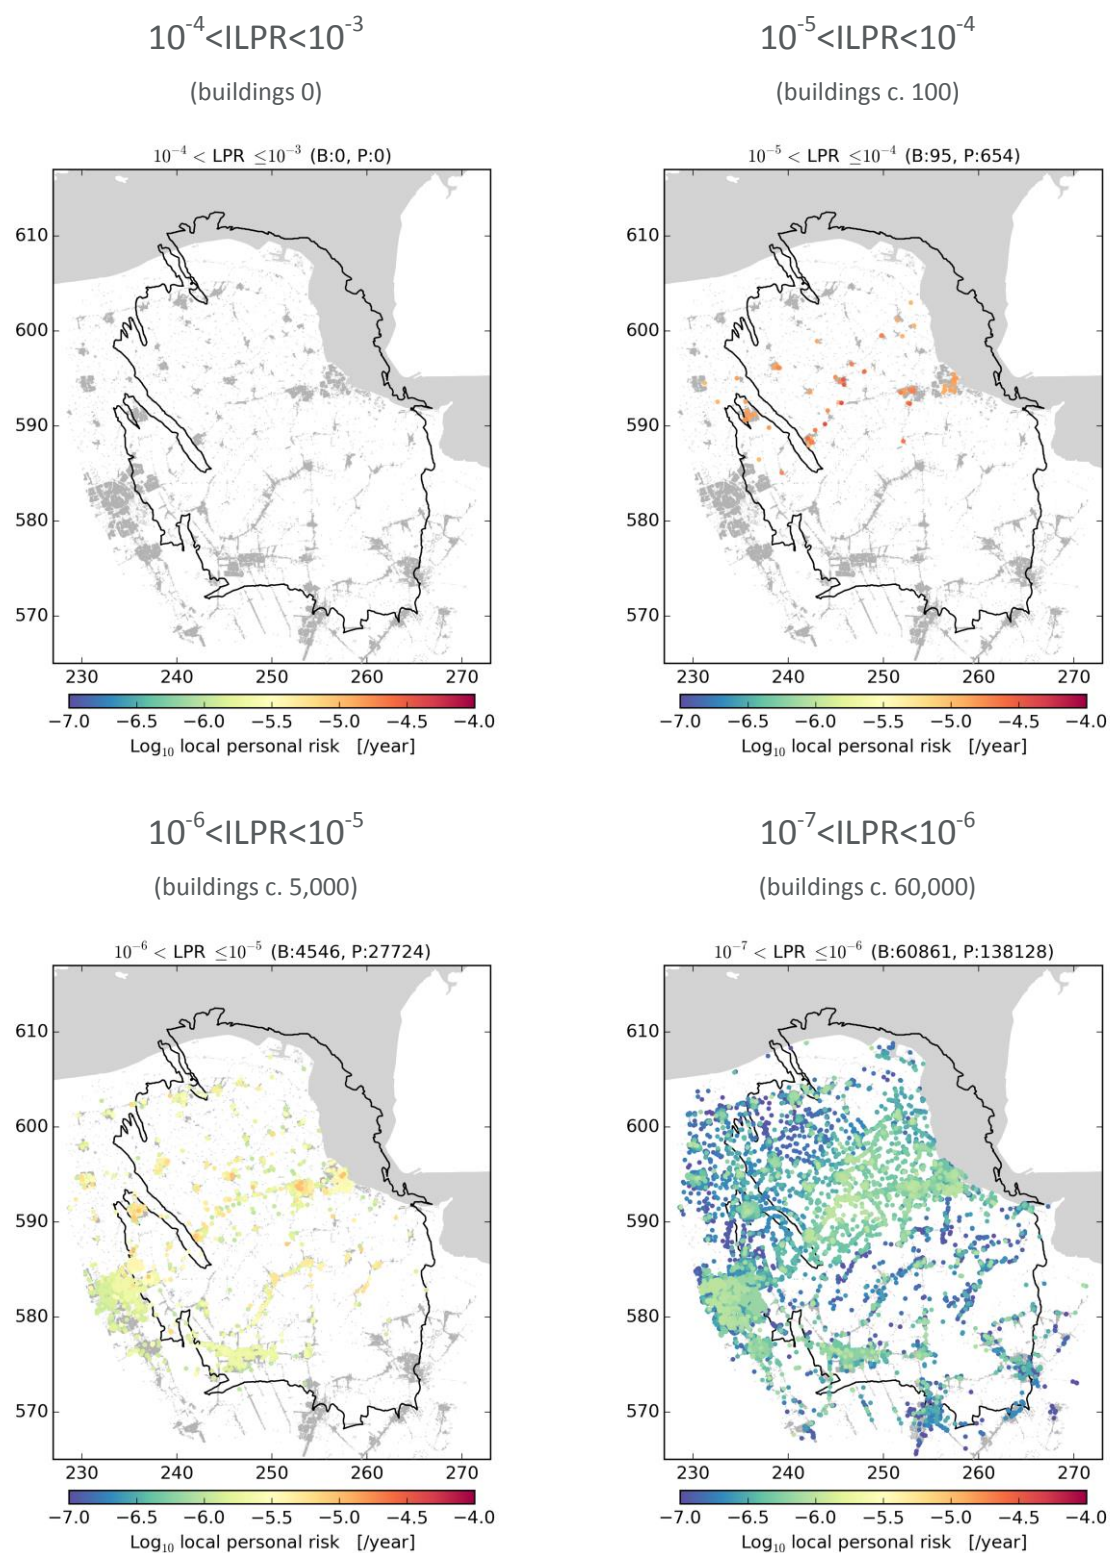 10⁻⁴<ILPR<10⁻³
(buildings 0)
10⁻⁴ < LPR ≤10⁻³ (B:0, P:0)
610
600
590
580
570
230 240 250 260 270
−7.0 −6.5 −6.0 −5.5 −5.0 −4.5 −4.0
Log₁₀ local personal risk [/year]
10⁻⁵<ILPR<10⁻⁴
(buildings c. 100)
10⁻⁵ < LPR ≤10⁻⁴ (B:95, P:654)
610
600
590
580
570
230 240 250 260 270
−7.0 −6.5 −6.0 −5.5 −5.0 −4.5 −4.0
Log₁₀ local personal risk [/year]
10⁻⁶<ILPR<10⁻⁵
(buildings c. 5,000)
10⁻⁶ < LPR ≤10⁻⁵ (B:4546, P:27724)
610
600
590
580
570
230 240 250 260 270
−7.0 −6.5 −6.0 −5.5 −5.0 −4.5 −4.0
Log₁₀ local personal risk [/year]
10⁻⁷<ILPR<10⁻⁶
(buildings c. 60,000)
10⁻⁷ < LPR ≤10⁻⁶ (B:60861, P:138128)
610
600
590
580
570
230 240 250 260 270
−7.0 −6.5 −6.0 −5.5 −5.0 −4.5 −4.0
Log₁₀ local personal risk [/year]